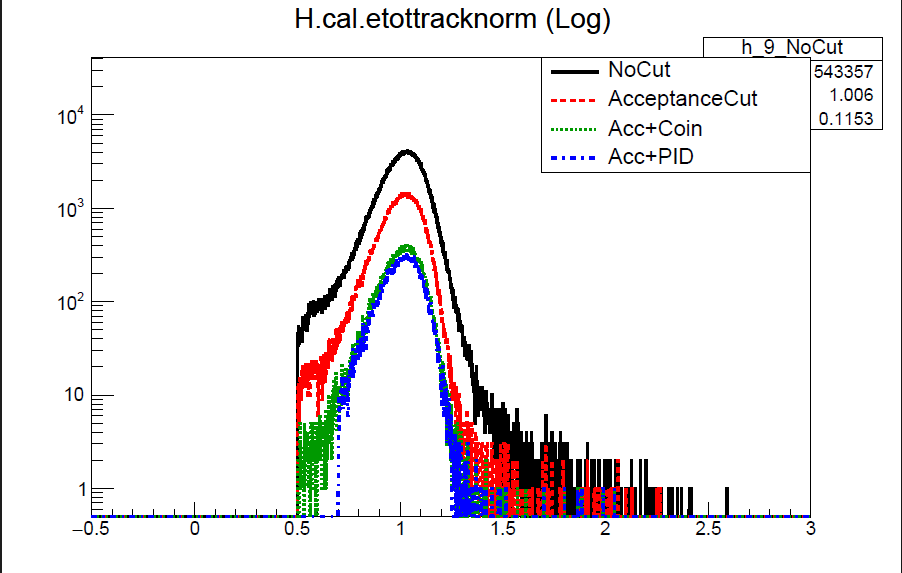 H.cal.etottracknorm (Log)
h_9_NoCut
543357
1.006
0.1153
NoCut
AcceptanceCut
Acc+Coin
Acc+PID
10⁴
10³
10²
10
1
−0.5 0 0.5 1 1.5 2 2.5 3